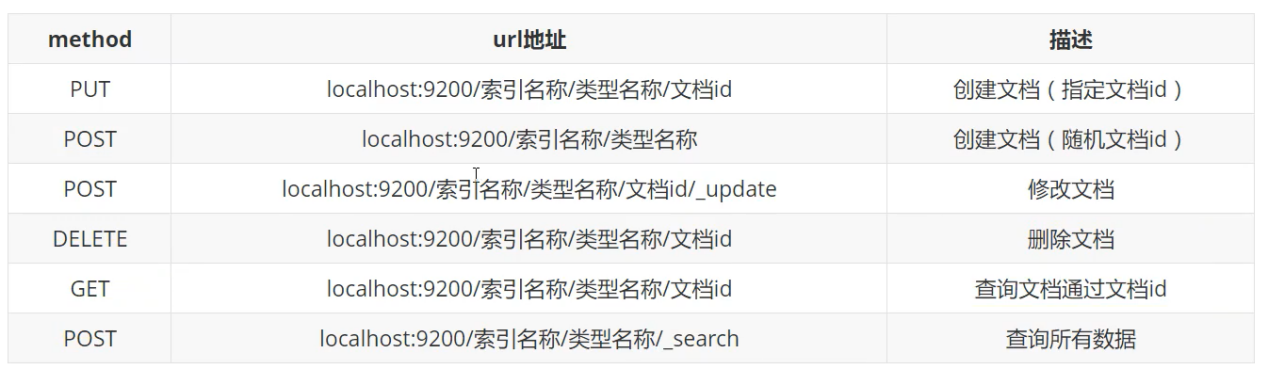 method url地址 描述
PUT localhost:9200/索引名称/类型名称/文档id 创建文档（指定文档id）
POST localhost:9200/索引名称/类型名称 创建文档（随机文档id）
POST localhost:9200/索引名称/类型名称/文档id/_update 修改文档
DELETE localhost:9200/索引名称/类型名称/文档id 删除文档
GET localhost:9200/索引名称/类型名称/文档id 查询文档通过文档id
POST localhost:9200/索引名称/类型名称/_search 查询所有数据